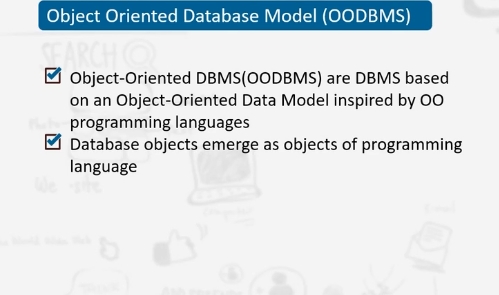 Object Oriented Database Model (OODBMS)
Object-Oriented DBMS(OODBMS) are DBMS based
on an Object-Oriented Data Model inspired by OO
programming languages
Database objects emerge as objects of programming
language
SEARCH